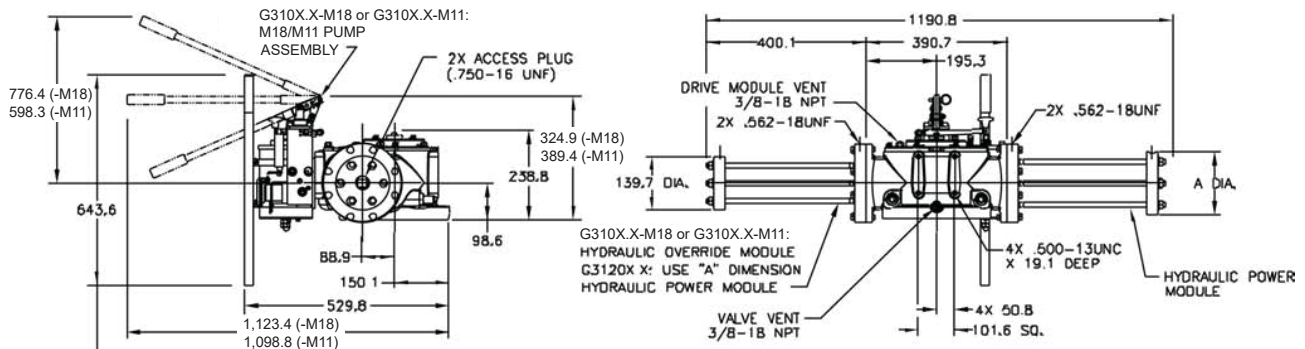 G310X.X-M18 or G310X.X-M11:
M18/M11 PUMP
ASSEMBLY
2X ACCESS PLUG
(.750-16 UNF)
776.4 (-M18)
598.3 (-M11)
643.6
324.9 (-M18)
389.4 (-M11)
238.8
98.6
88.9
150 1
529.8
1,123.4 (-M18)
1,098.8 (-M11)
1190.8
400.1
390.7
195.3
DRIVE MODULE VENT
3/8-18 NPT
2X .562-18UNF
2X .562-18UNF
139.7 DIA.
A DIA.
G310X.X-M18 or G310X.X-M11:
HYDRAULIC OVERRIDE MODULE
G3120X X: USE "A" DIMENSION
HYDRAULIC POWER MODULE
4X .500-13UNC
X 19.1 DEEP
HYDRAULIC POWER
MODULE
VALVE VENT
3/8-18 NPT
4X 50.8
101.6 SQ.